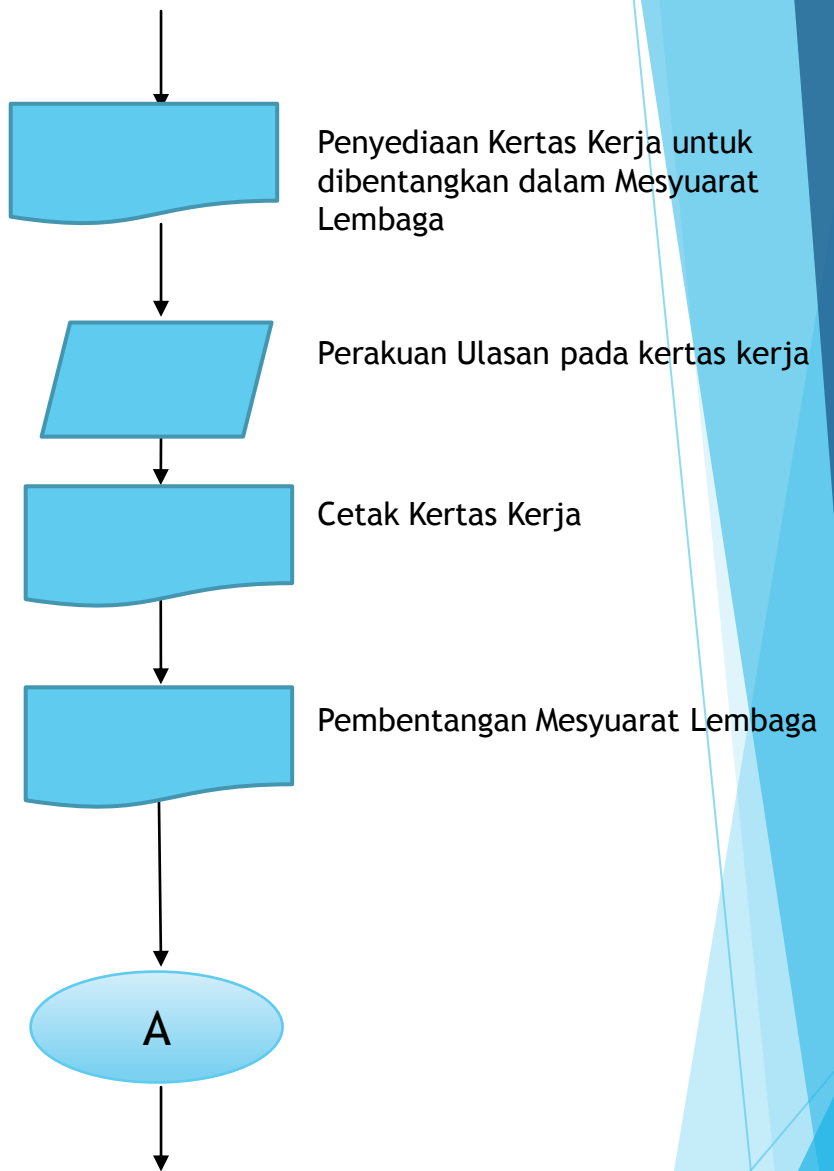 Penyediaan Kertas Kerja untuk
dibentangkan dalam Mesyuarat
Lembaga
Perakuan Ulasan pada kertas kerja
Cetak Kertas Kerja
Pembentangan Mesyuarat Lembaga
A